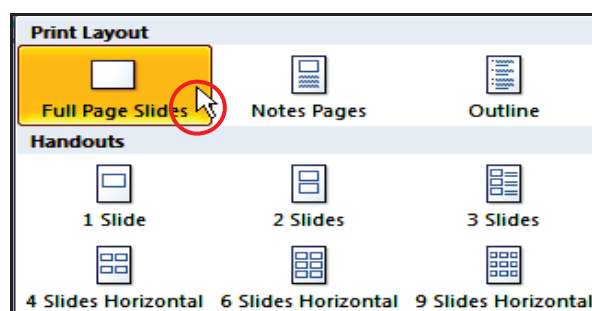 Print Layout
Full Page Slides Notes Pages Outline
Handouts
1 Slide 2 Slides 3 Slides
4 Slides Horizontal 6 Slides Horizontal 9 Slides Horizontal